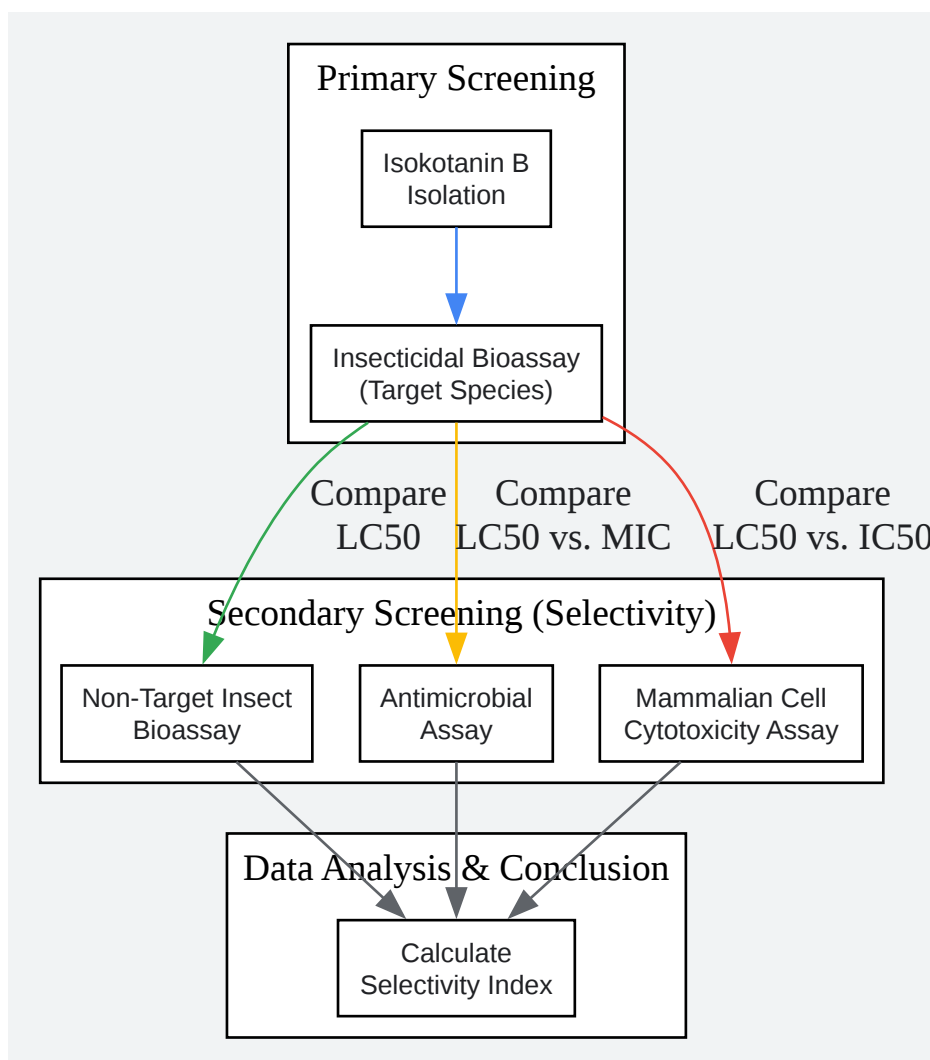 Primary Screening
Isokotanin B
Isolation
Insecticidal Bioassay
(Target Species)
Compare
LC50
Compare
LC50 vs. MIC
Compare
LC50 vs. IC50
Secondary Screening (Selectivity)
Non-Target Insect
Bioassay
Antimicrobial
Assay
Mammalian Cell
Cytotoxicity Assay
Data Analysis & Conclusion
Calculate
Selectivity Index